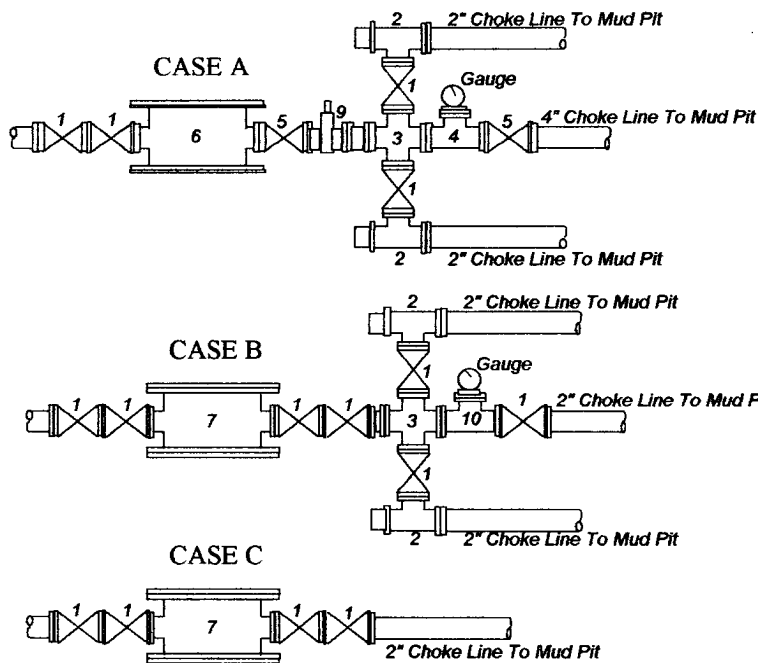 2 2" Choke Line To Mud Pit
CASE A
Gauge
1
1 1 5 9 4" Choke Line To Mud Pit
6 3 4 5
1
2 2" Choke Line To Mud Pit
2 2" Choke Line To Mud Pit
CASE B
Gauge
1
1 1 1 1 1 2" Choke Line To Mud P
7 3 10
1
2 2" Choke Line To Mud Pit
CASE C
1 1 1 1
7
2" Choke Line To Mud Pit